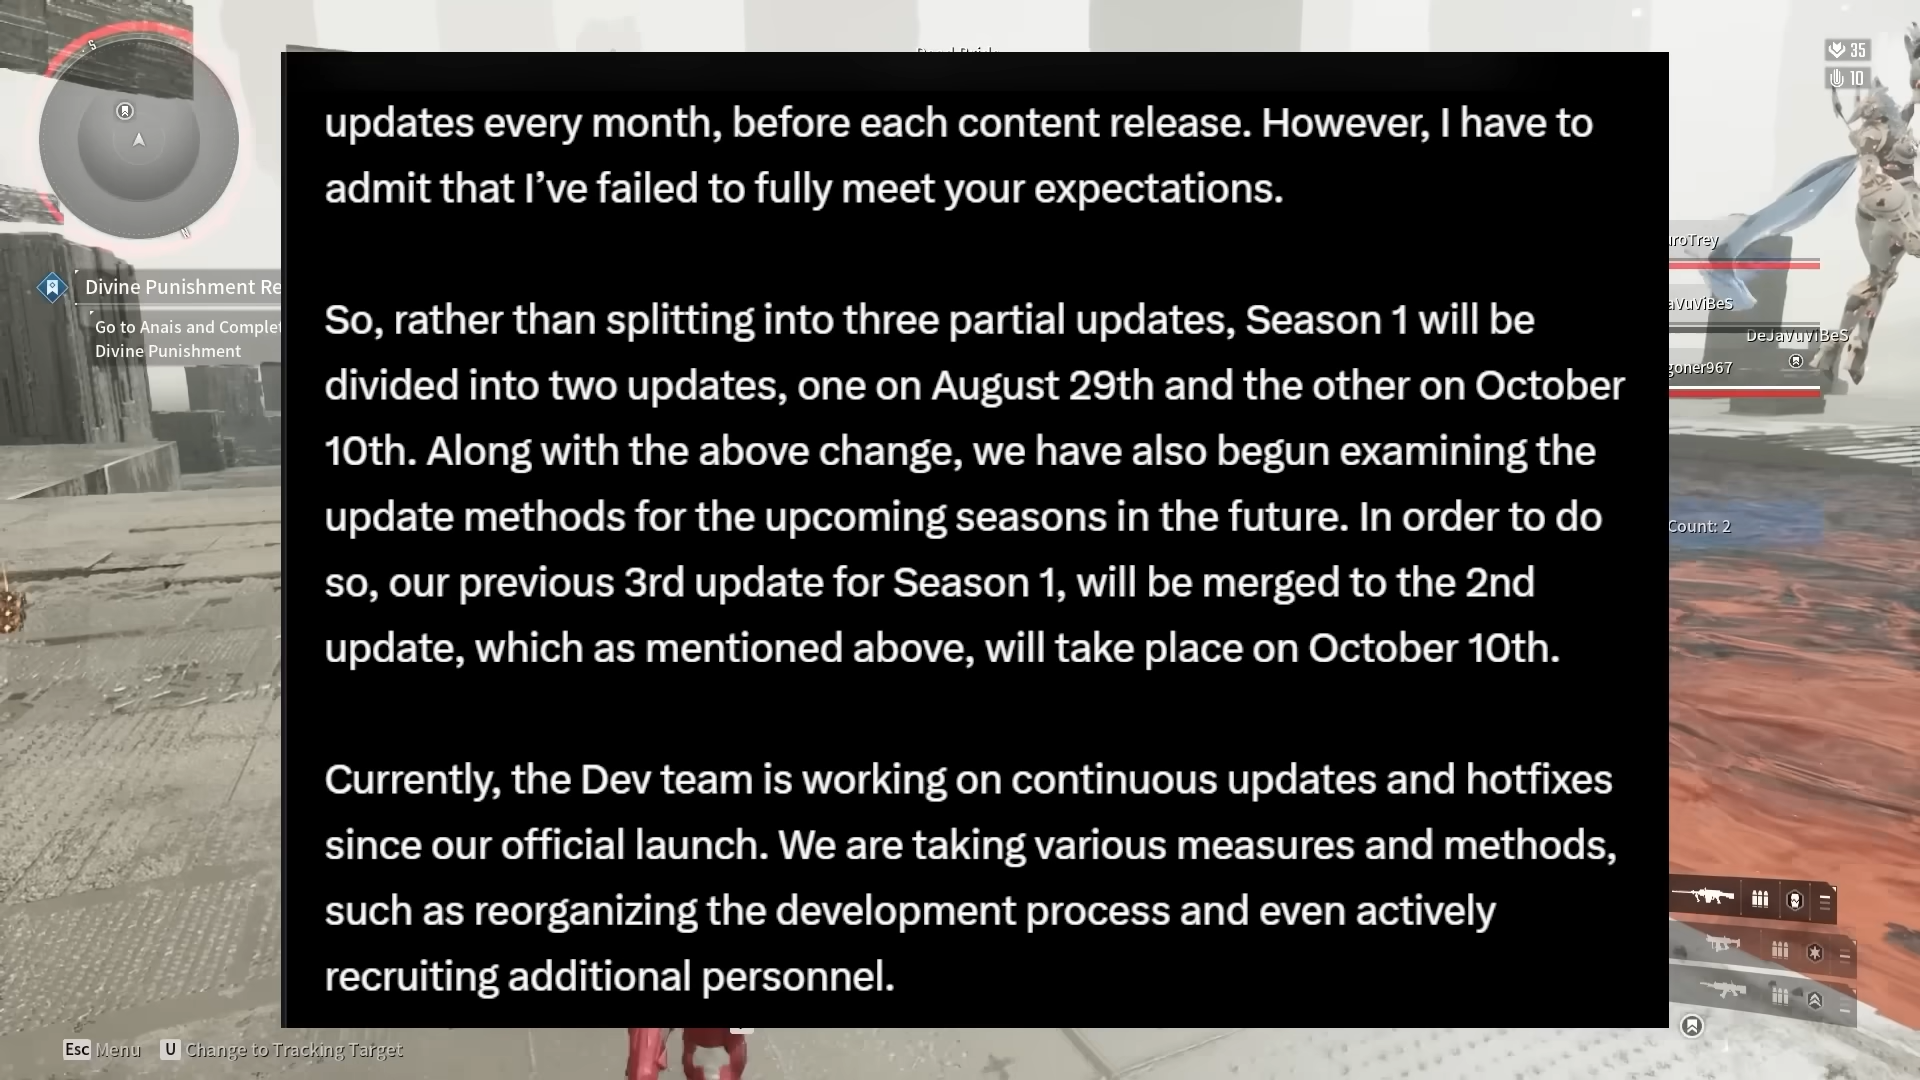 S
N
35
10
updates every month, before each content release. However, I have to
admit that I've failed to fully meet your expectations.
So, rather than splitting into three partial updates, Season 1 will be
divided into two updates, one on August 29th and the other on October
10th. Along with the above change, we have also begun examining the
update methods for the upcoming seasons in the future. In order to do
so, our previous 3rd update for Season 1, will be merged to the 2nd
update, which as mentioned above, will take place on October 10th.
Currently, the Dev team is working on continuous updates and hotfixes
since our official launch. We are taking various measures and methods,
such as reorganizing the development process and even actively
recruiting additional personnel.
Divine Punishment Re
Go to Anais and Complet
Divine Punishment
uroTrey
aVuViBeS
DeJaVuViBeS
goner967
Count: 2
Esc Menu U Change to Tracking Target